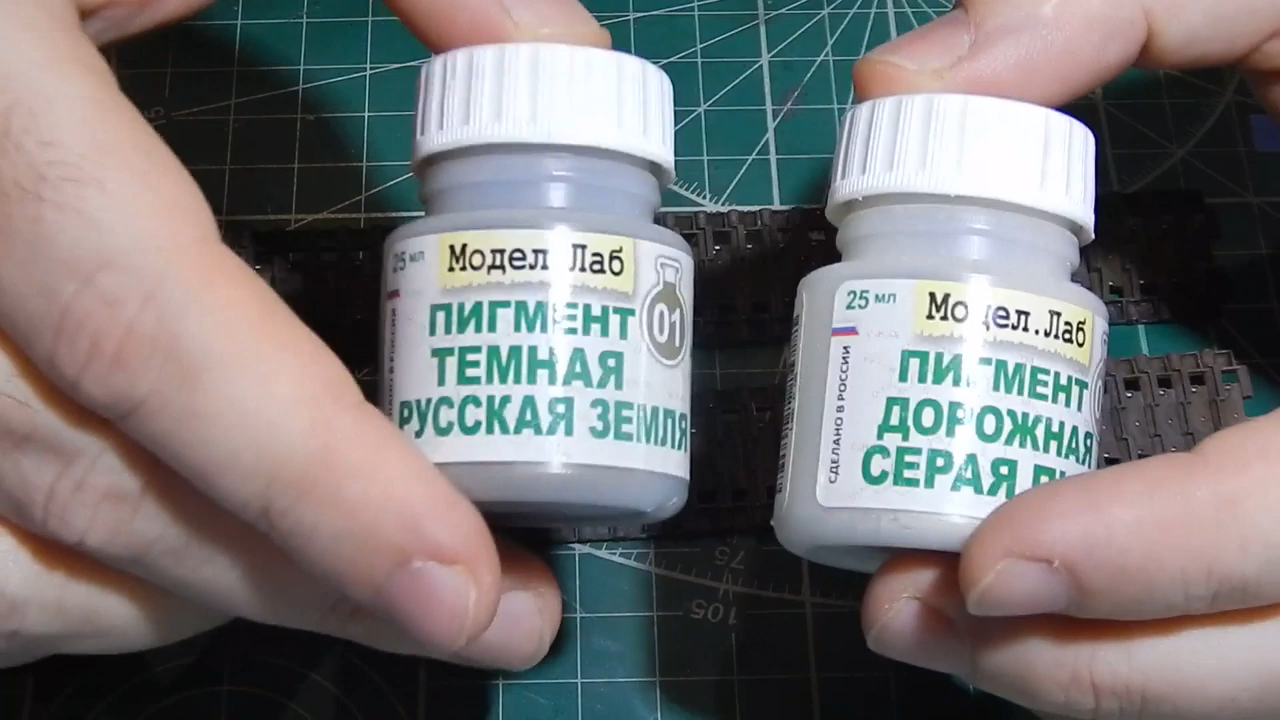 25 мл
Модел.Лаб
ПИГМЕНТ
01
ТЕМНАЯ
РУССКАЯ ЗЕМЛЯ
25 мл
Модел.Лаб
ПИГМЕНТ
ДОРОЖНАЯ
СЕРАЯ
СДЕЛАНО В РОССИИ
75
105